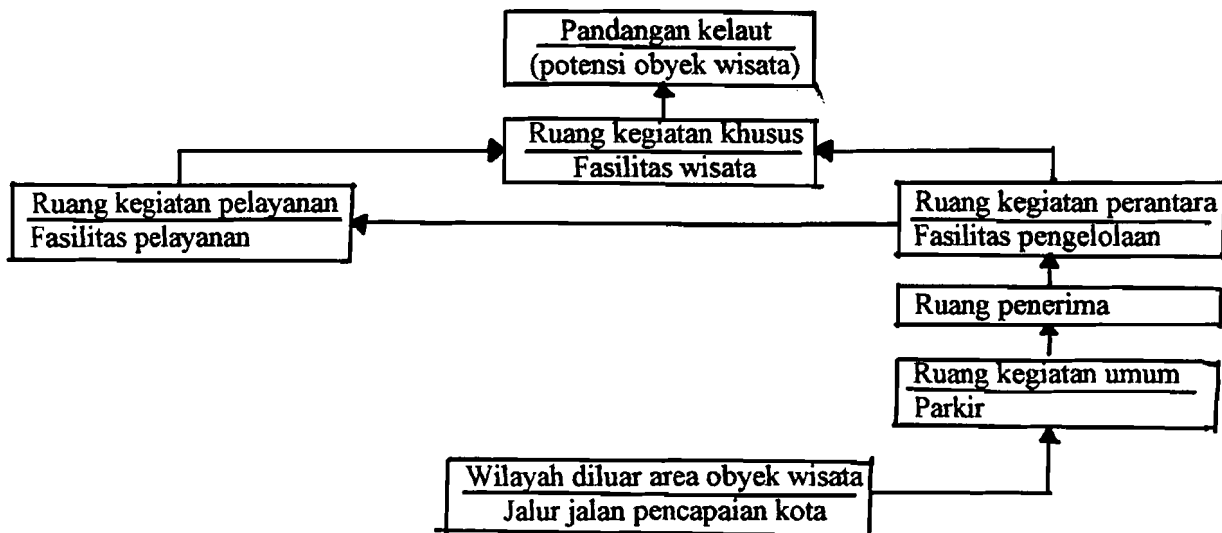 Pandangan kelaut
(potensi obyek wisata)
Ruang kegiatan khusus
Fasilitas wisata
Ruang kegiatan pelayanan
Fasilitas pelayanan
Ruang kegiatan perantara
Fasilitas pengelolaan
Ruang penerima
Ruang kegiatan umum
Parkir
Wilayah diluar area obyek wisata
Jalur jalan pencapaian kota